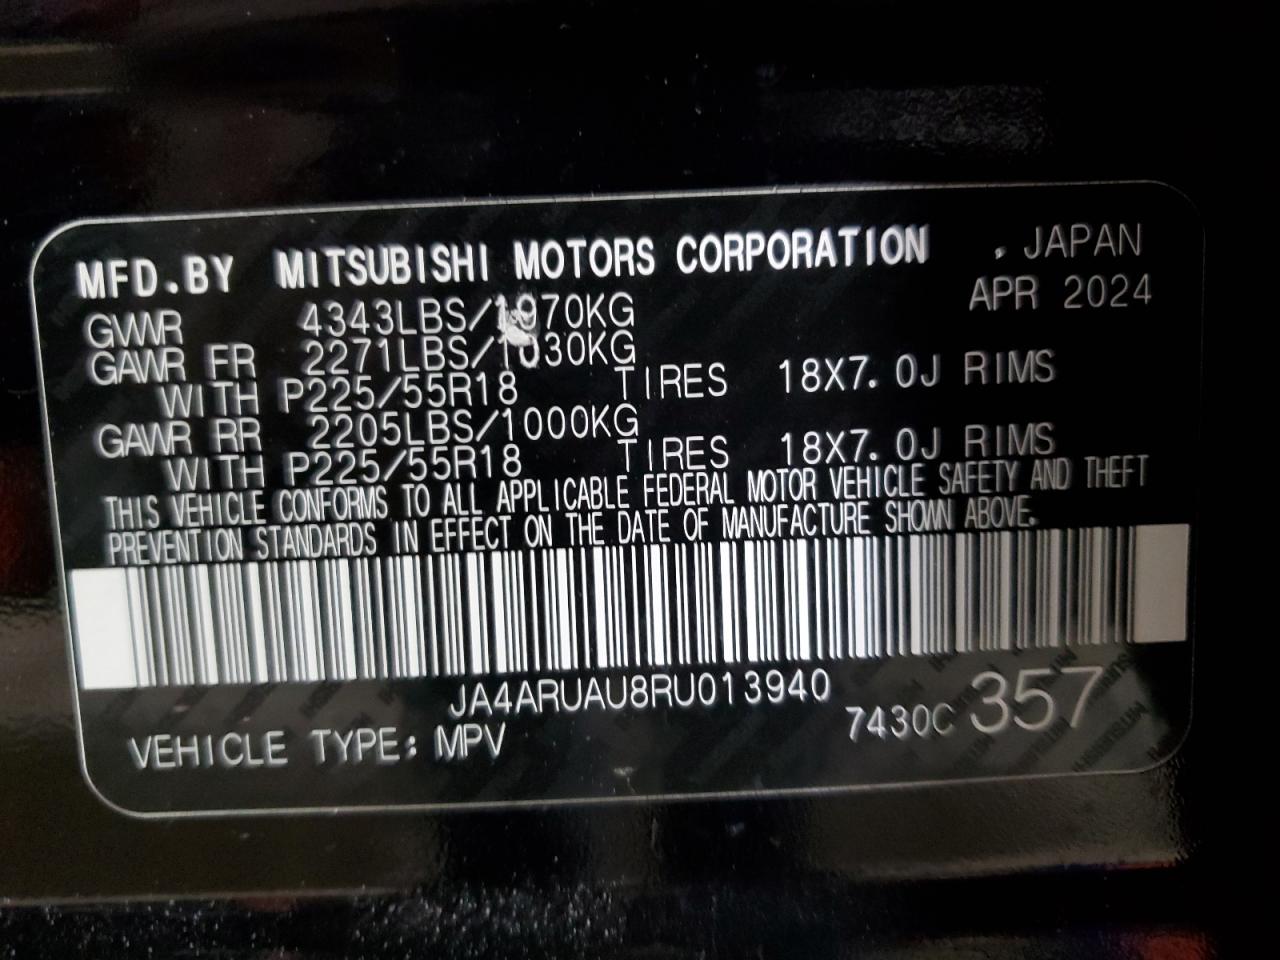 MFD.BY MITSUBISHI MOTORS CORPORATION , JAPAN
APR 2024
GVWR 4343LBS/1970KG
GAWR FR 2271LBS/1030KG
WITH P225/55R18 TIRES 18X7.0J RIMS
GAWR RR 2205LBS/1000KG
WITH P225/55R18 TIRES 18X7.0J RIMS
THIS VEHICLE CONFORMS TO ALL APPLICABLE FEDERAL MOTOR VEHICLE SAFETY AND THEFT
PREVENTION STANDARDS IN EFFECT ON THE DATE OF MANUFACTURE SHOWN ABOVE.
JA4ARUAU8RU013940
VEHICLE TYPE: MPV 7430C 357